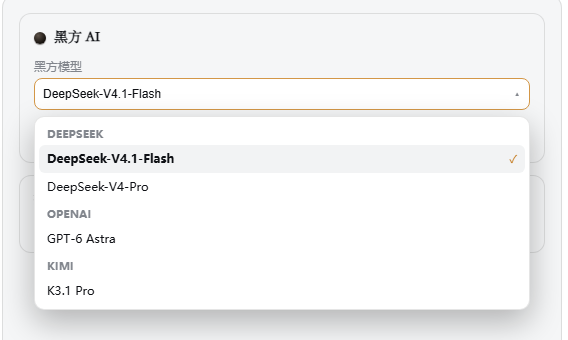 黑方 AI
黑方模型
DeepSeek-V4.1-Flash
DEEPSEEK
DeepSeek-V4.1-Flash
DeepSeek-V4-Pro
OPENAI
GPT-6 Astra
KIMI
K3.1 Pro